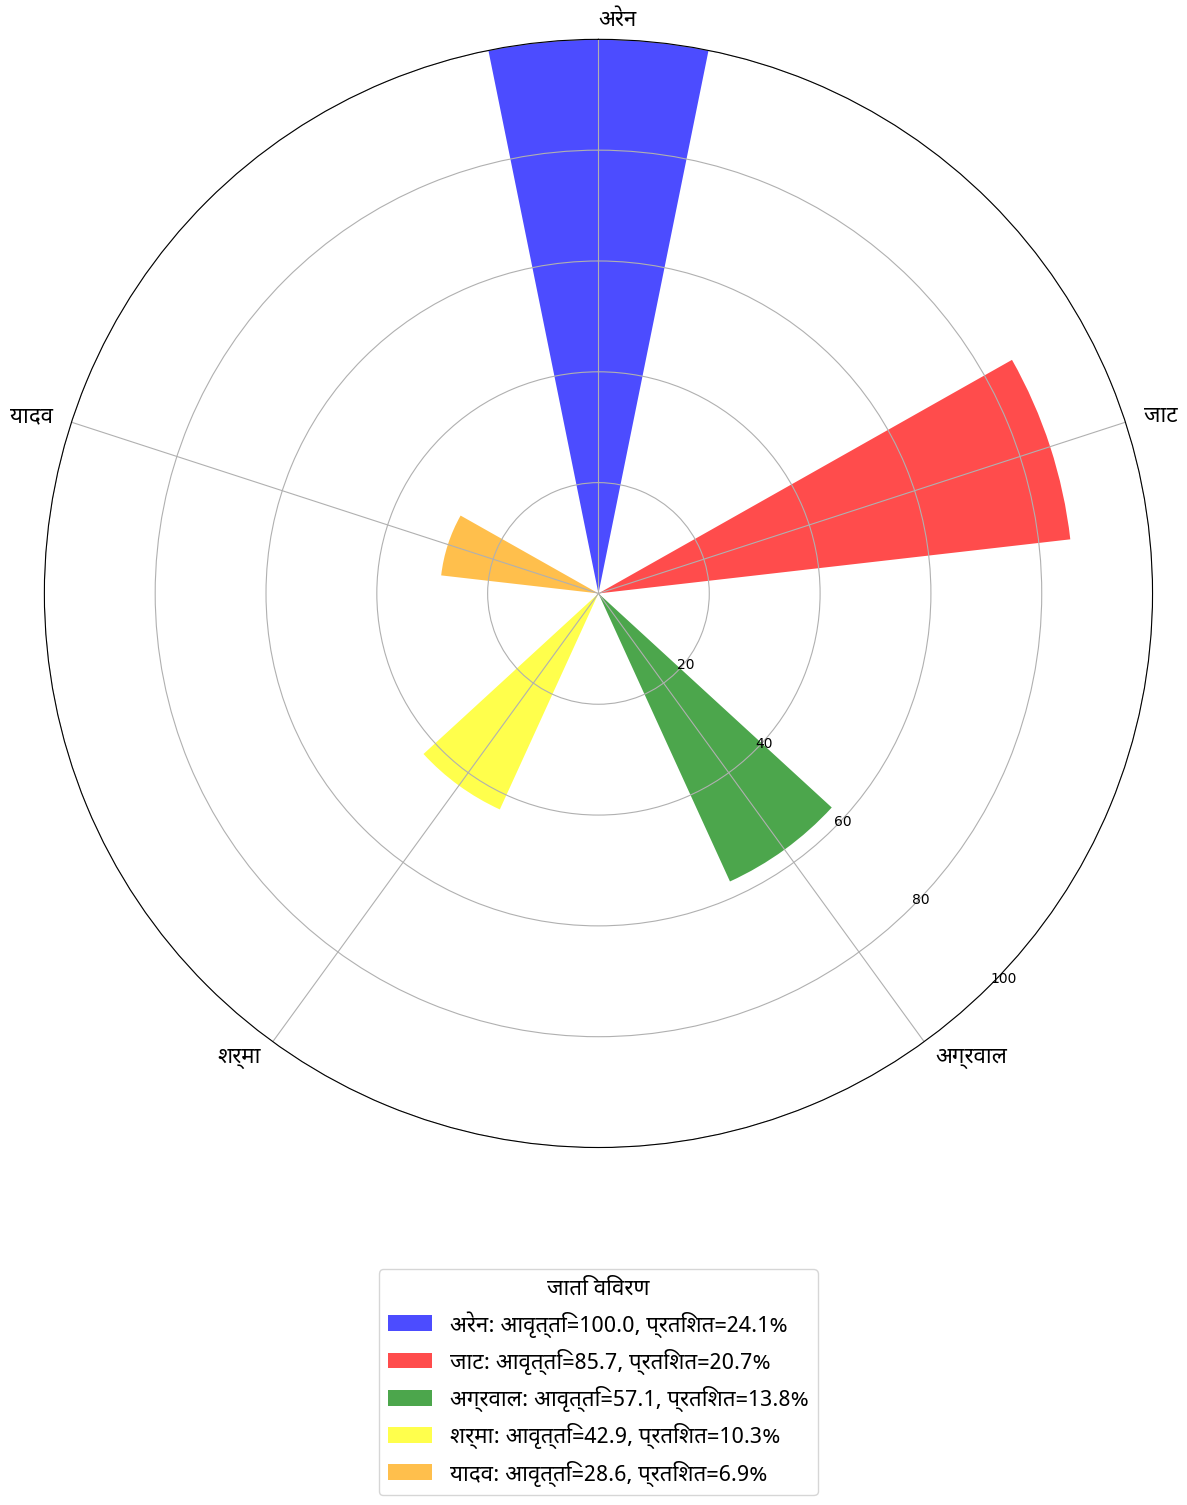 अरेन
यादव
जाट
20
40
60
80
100
शर्मा
अग्रवाल
जाति विवरण
अरेन: आवृत्ति=100.0, प्रतिशत=24.1%
जाट: आवृत्ति=85.7, प्रतिशत=20.7%
अग्रवाल: आवृत्ति=57.1, प्रतिशत=13.8%
शर्मा: आवृत्ति=42.9, प्रतिशत=10.3%
यादव: आवृत्ति=28.6, प्रतिशत=6.9%